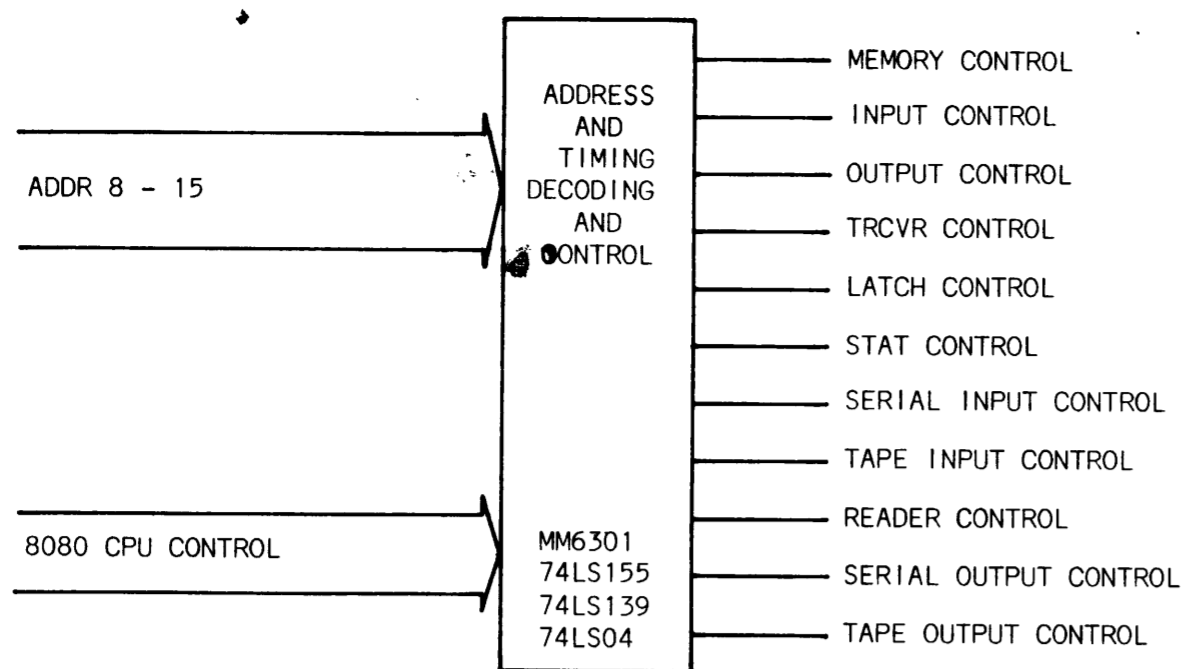 ADDRESS
AND
TIMING
DECODING
AND
CONTROL
MM6301
74LS155
74LS139
74LS04
ADDR 8 - 15
8080 CPU CONTROL
MEMORY CONTROL
INPUT CONTROL
OUTPUT CONTROL
TRCVR CONTROL
LATCH CONTROL
STAT CONTROL
SERIAL INPUT CONTROL
TAPE INPUT CONTROL
READER CONTROL
SERIAL OUTPUT CONTROL
TAPE OUTPUT CONTROL